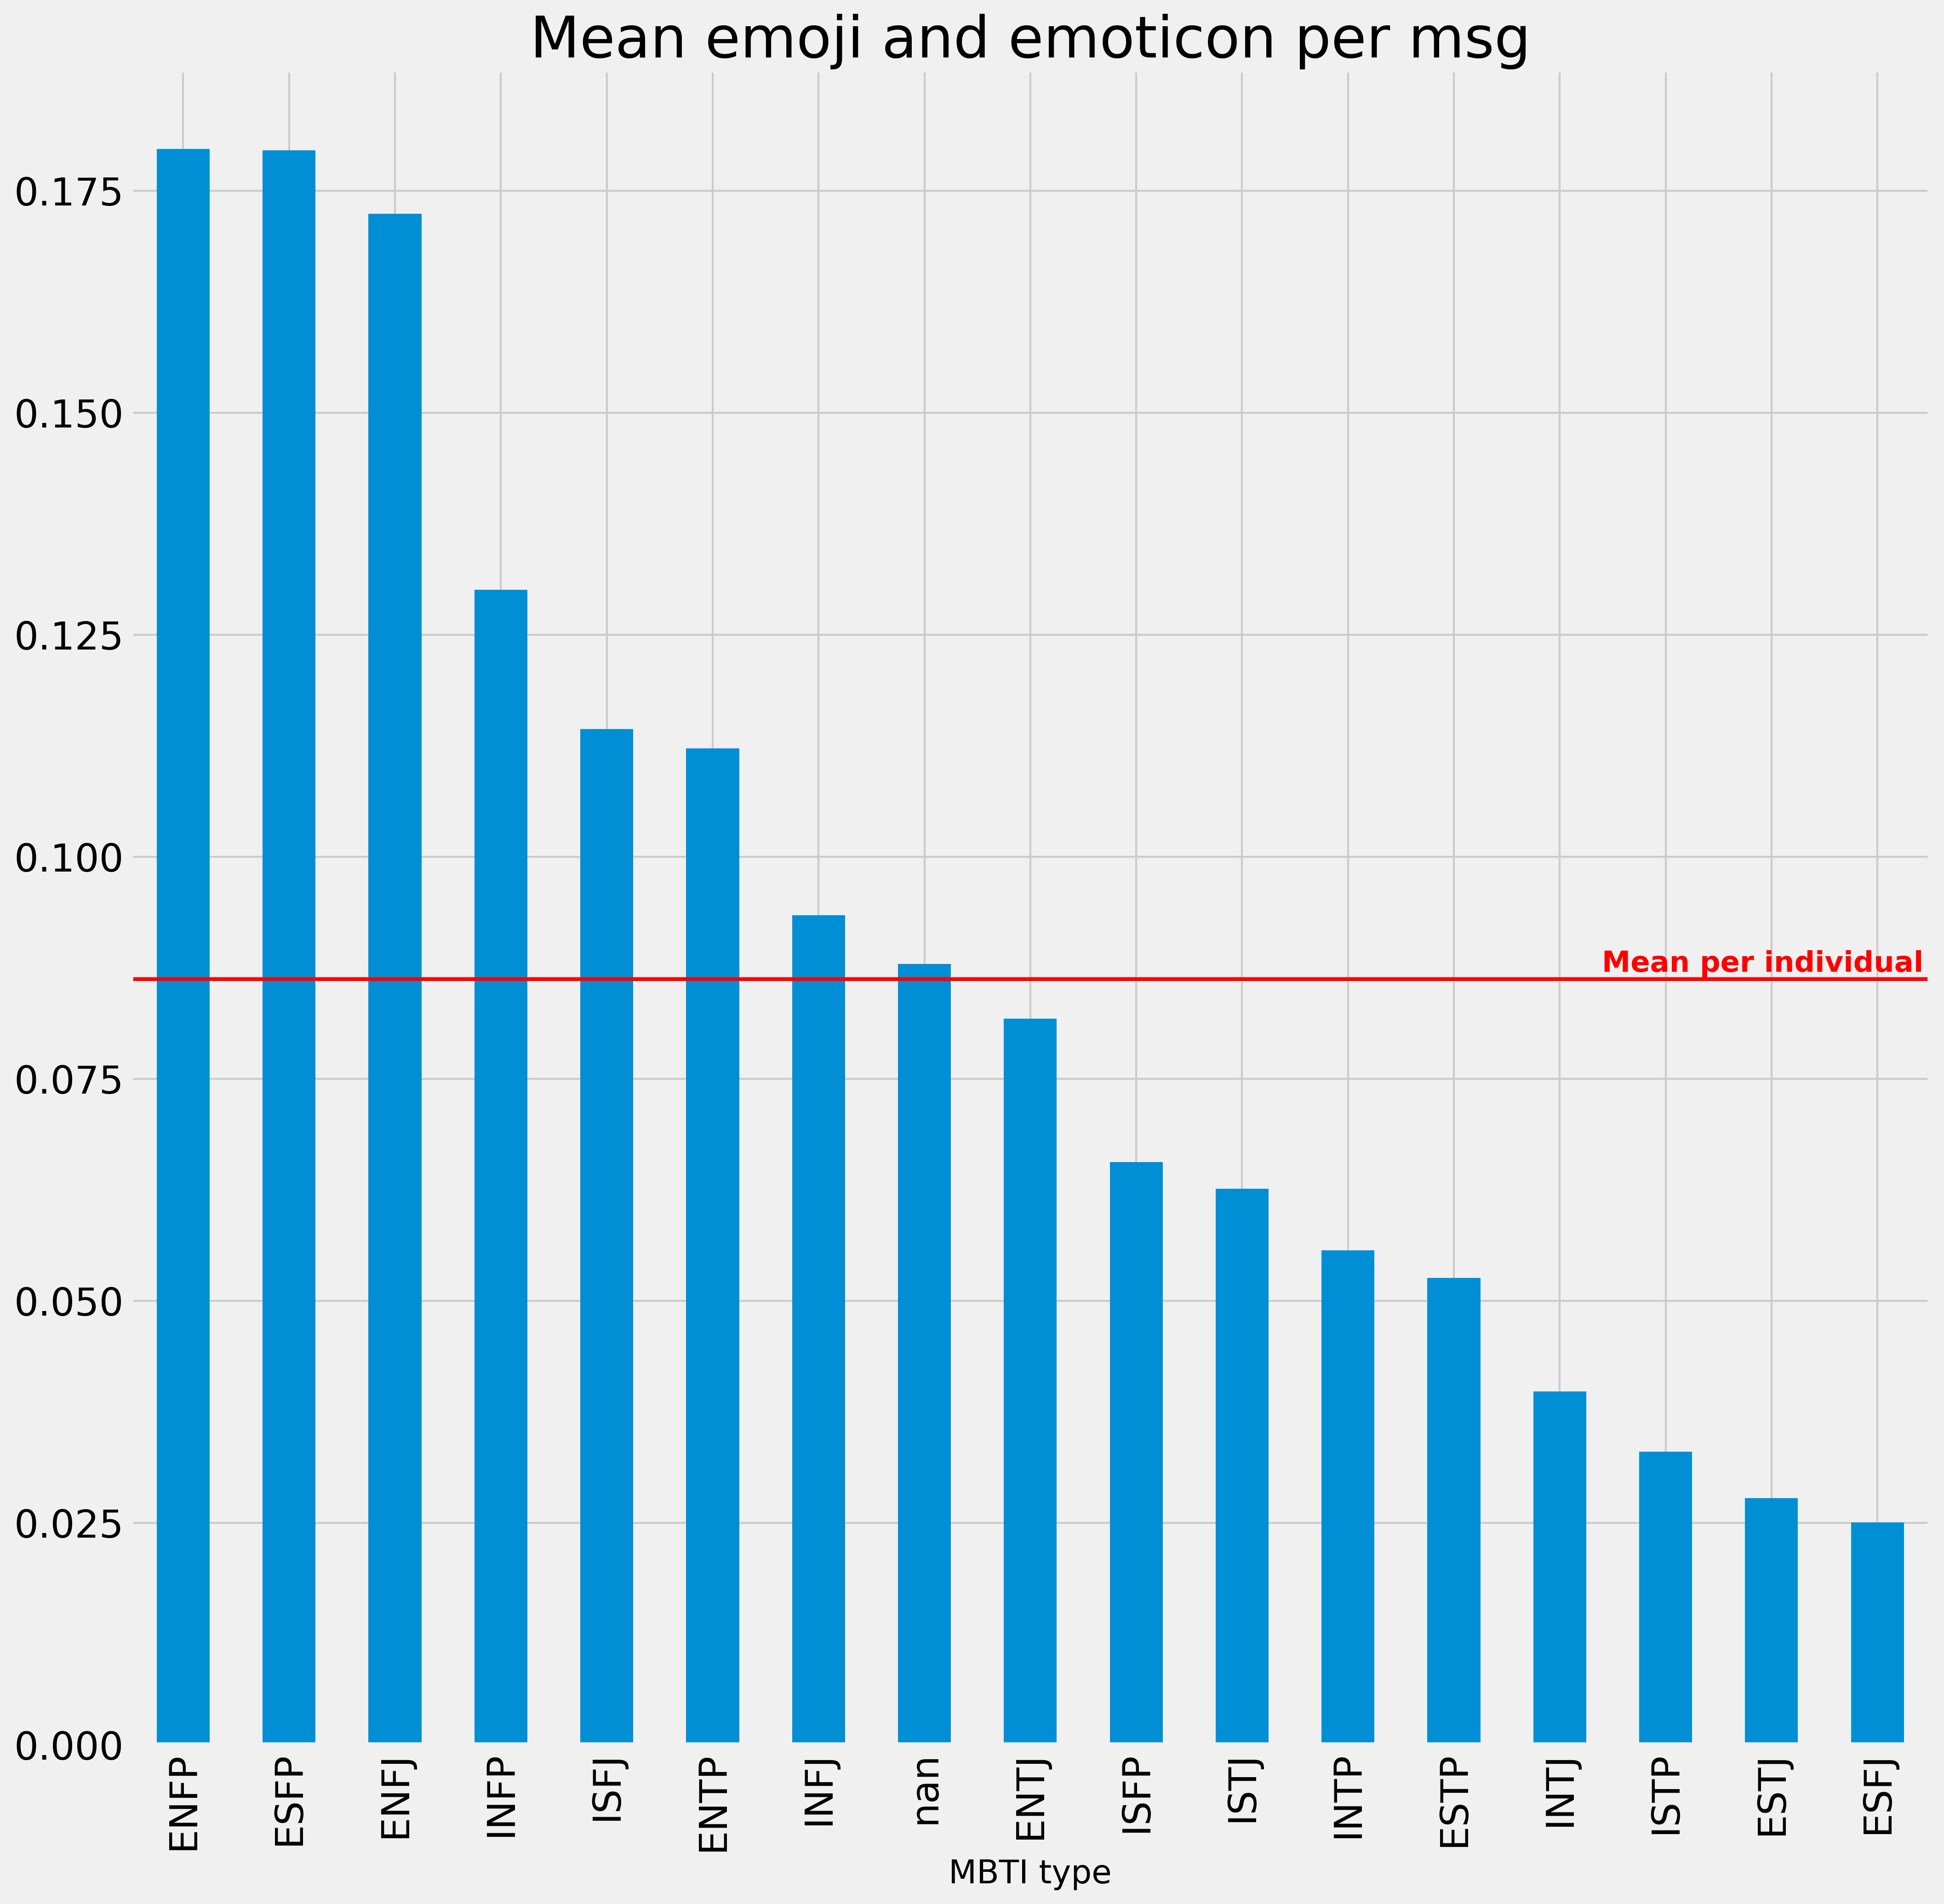 Mean emoji and emoticon per msg
0.175
0.150
0.125
0.100
0.075
0.050
0.025
0.000
Mean per individual
ENFP
ESFP
ENFJ
INFP
ISFJ
ENTP
INFJ
nan
ENTJ
ISFP
ISTJ
INTP
ESTP
INTJ
ISTP
ESTJ
ESFJ
MBTI type